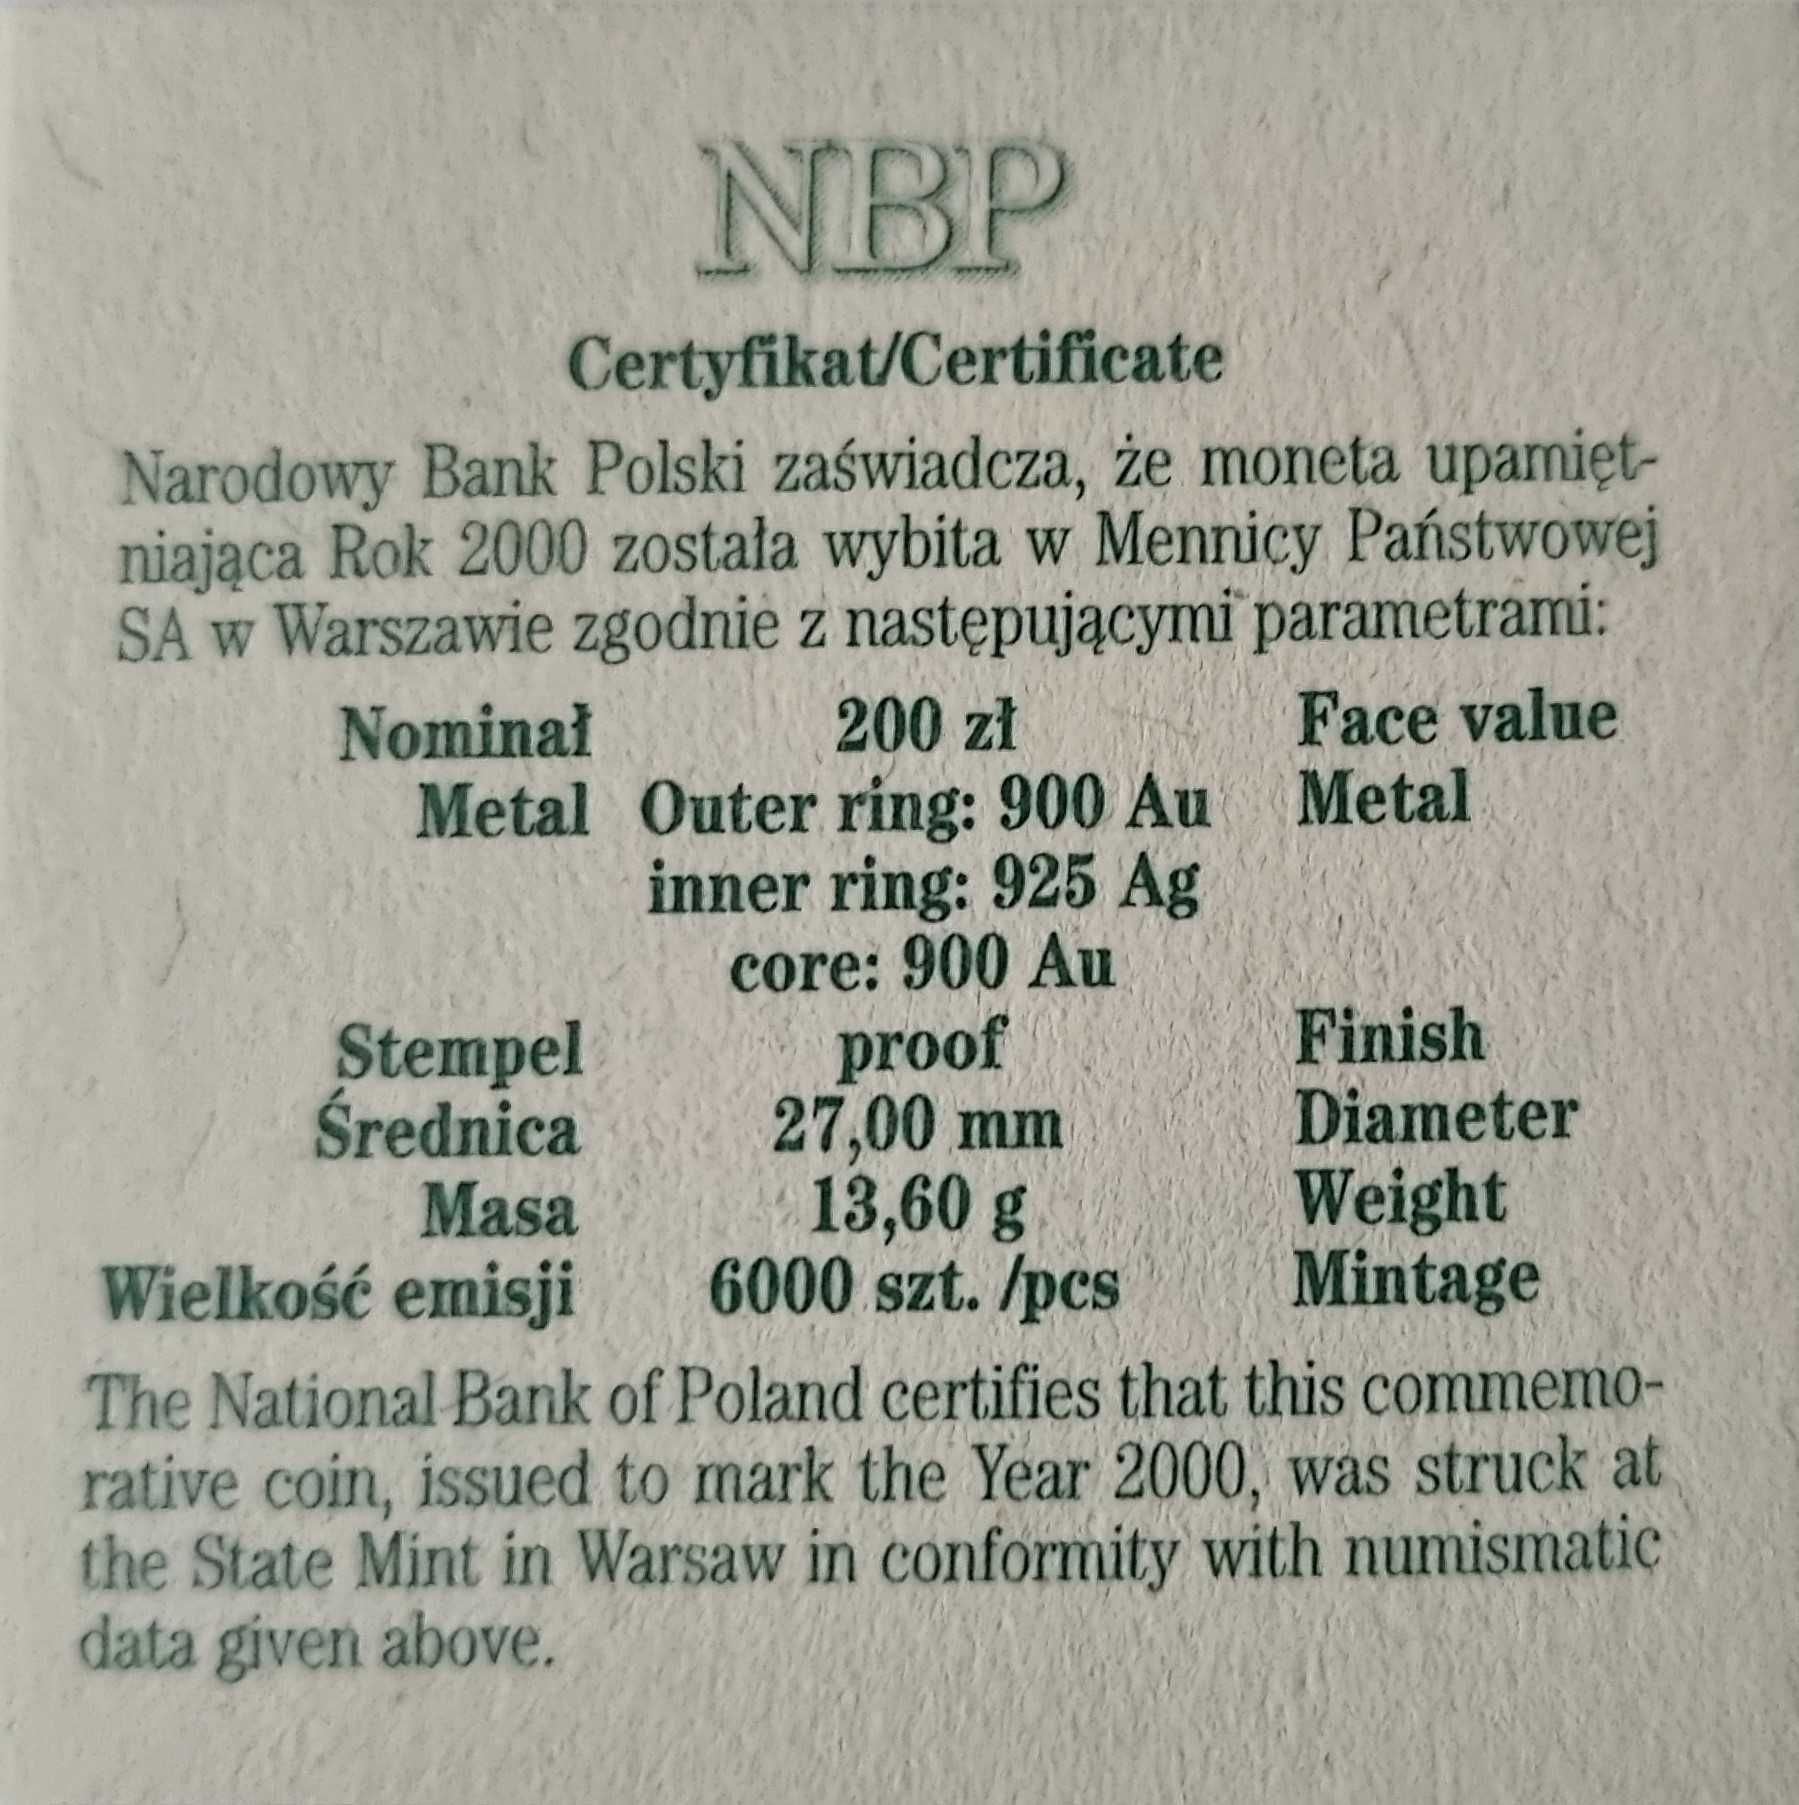 NBP
Certyfikat/Certificate
Narodowy Bank Polski zaświadcza, że moneta upamięt-
niająca Rok 2000 została wybita w Mennicy Państwowej
SA w Warszawie zgodnie z następującymi parametrami:
Nominał 200 zł Face value
Metal Outer ring: 900 Au Metal
inner ring: 925 Ag
core: 900 Au
Stempel proof Finish
Średnica 27,00 mm Diameter
Masa 13,60 g Weight
Wielkość emisji 6000 szt. /pcs Mintage
The National Bank of Poland certifies that this commemo-
rative coin, issued to mark the Year 2000, was struck at
the State Mint in Warsaw in conformity with numismatic
data given above.